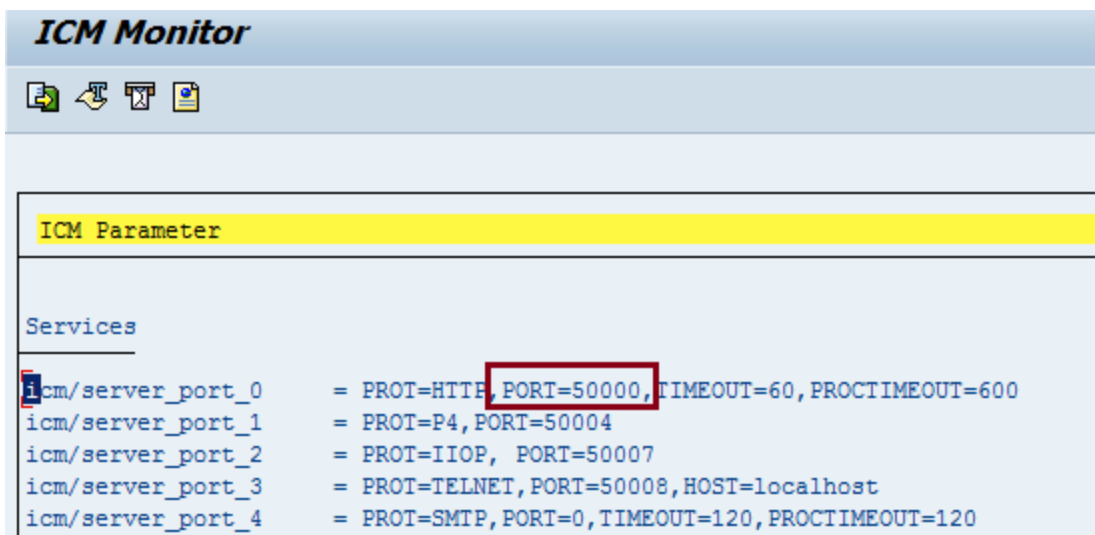 ICM Monitor
ICM Parameter
Services
icm/server_port_0 = PROT=HTTP,PORT=50000,TIMEOUT=60,PROCTIMEOUT=600
icm/server_port_1 = PROT=P4,PORT=50004
icm/server_port_2 = PROT=IIOP, PORT=50007
icm/server_port_3 = PROT=TELNET,PORT=50008,HOST=localhost
icm/server_port_4 = PROT=SMTP,PORT=0,TIMEOUT=120,PROCTIMEOUT=120